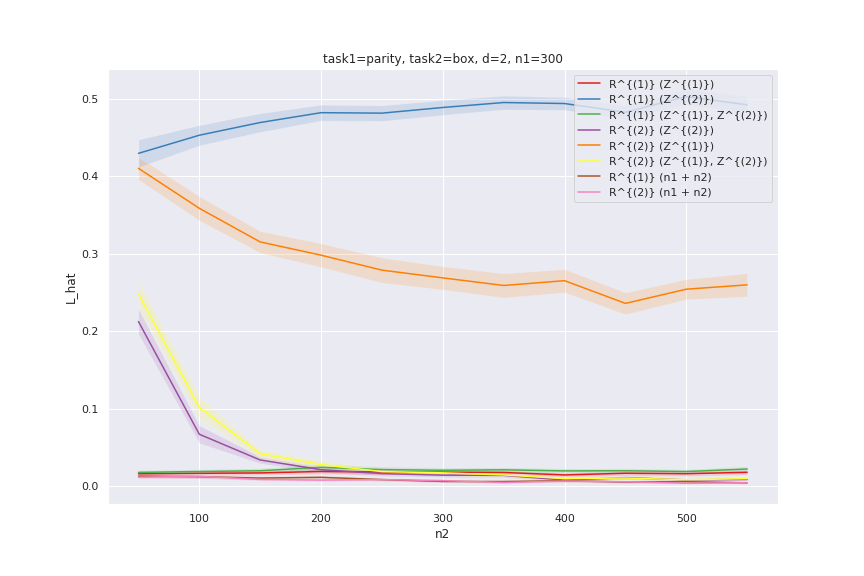 task1=parity, task2=box, d=2, n1=300
R^{(1)} (Z^{(1)})
R^{(1)} (Z^{(2)})
R^{(1)} (Z^{(1)}, Z^{(2)})
R^{(2)} (Z^{(2)})
R^{(2)} (Z^{(1)})
R^{(2)} (Z^{(1)}, Z^{(2)})
R^{(1)} (n1 + n2)
R^{(2)} (n1 + n2)
L_hat
0.5
0.4
0.3
0.2
0.1
0.0
100 200 300 400 500
n2